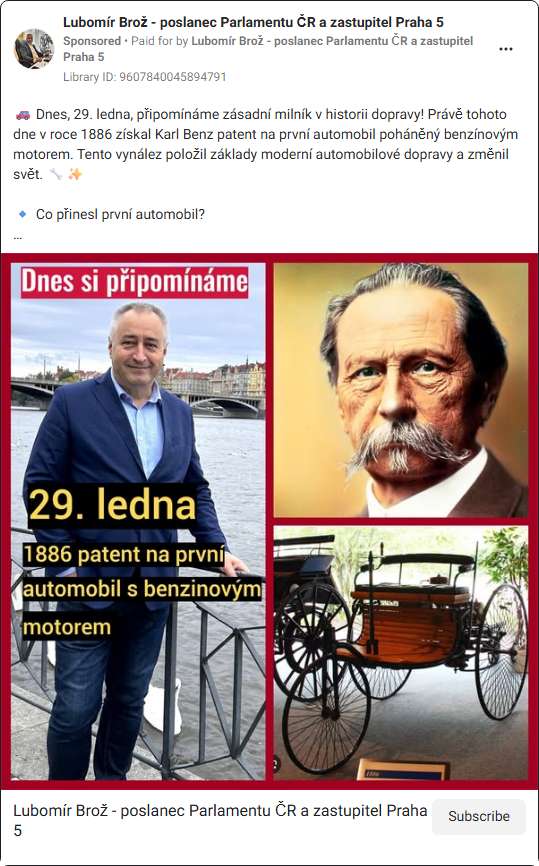 Lubomír Brož - poslanec Parlamentu ČR a zastupitel Praha 5
Sponsored • Paid for by Lubomír Brož - poslanec Parlamentu ČR a zastupitel
Praha 5
Library ID: 9607840045894791
🚗 Dnes, 29. ledna, připomínáme zásadní milník v historii dopravy! Právě tohoto
dne v roce 1886 získal Karl Benz patent na první automobil poháněný benzínovým
motorem. Tento vynález položil základy moderní automobilové dopravy a změnil
svět. 🔧 ✨
🔹 Co přinesl první automobil?
...
Dnes si připomínáme
29. ledna
1886 patent na první
automobil s benzinovým
motorem
1886
Lubomír Brož - poslanec Parlamentu ČR a zastupitel Praha
5
Subscribe